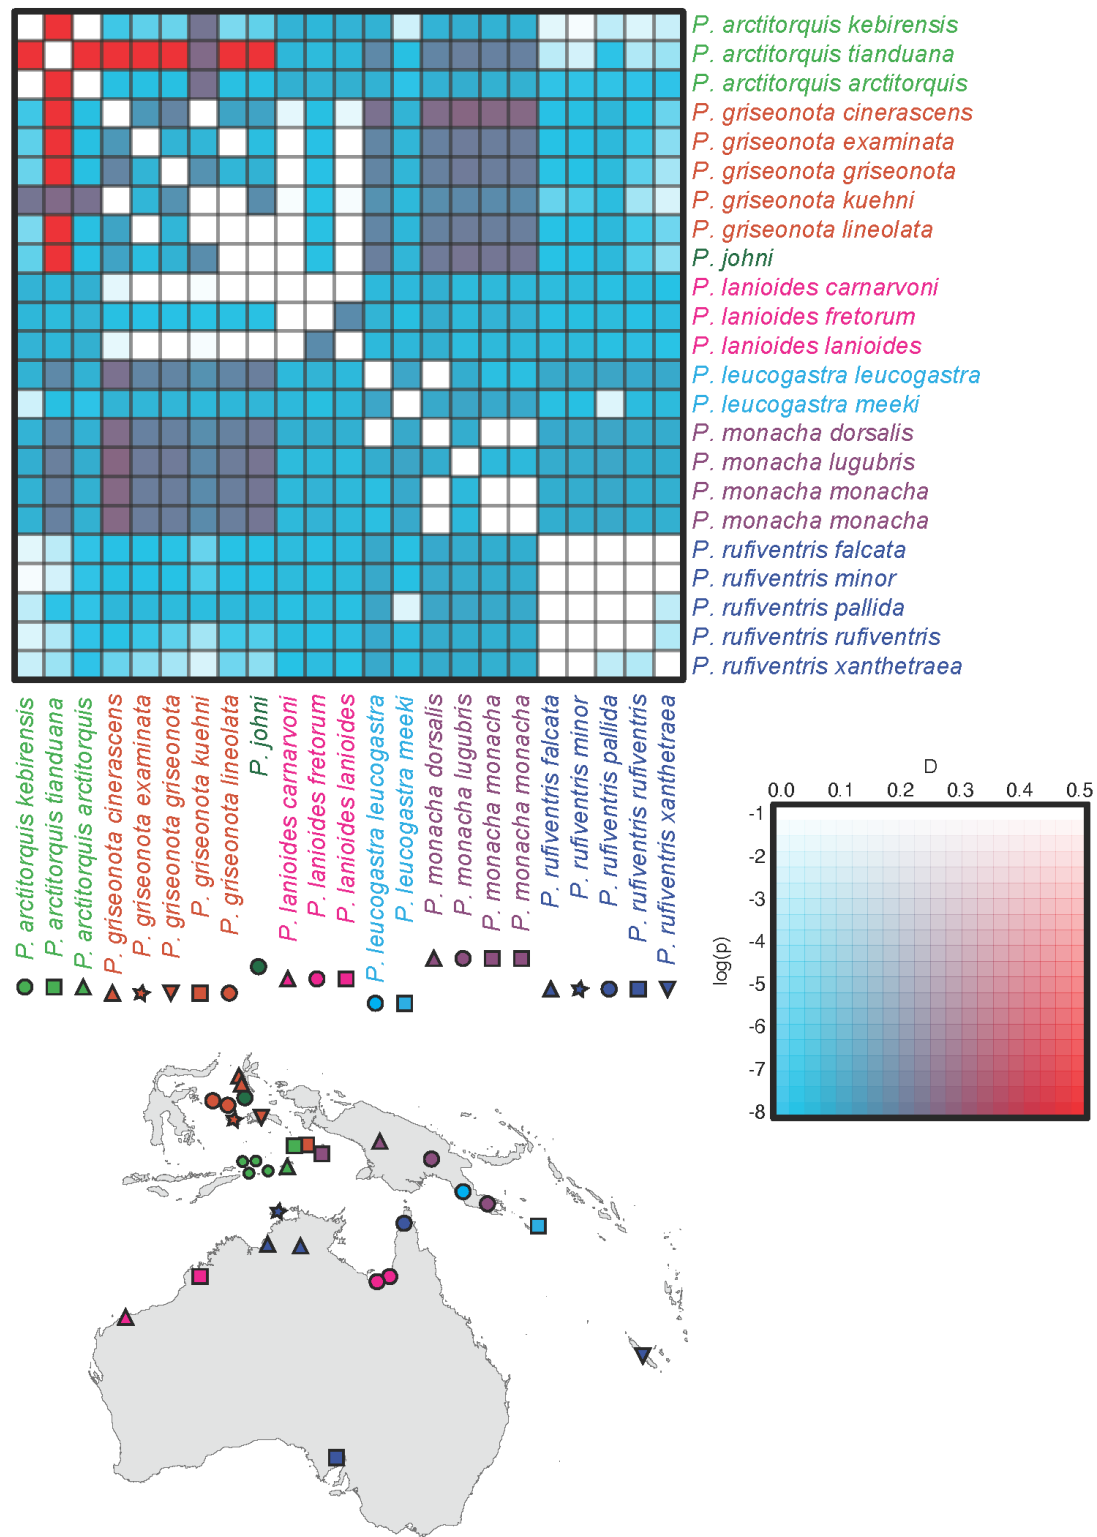 P. arctitorquis kebirensis
P. arctitorquis tianduana
P. arctitorquis arctitorquis
P. griseonota cinerascens
P. griseonota examinata
P. griseonota griseonota
P. griseonota kuehni
P. griseonota lineolata
P. johni
P. lanioides carnarvoni
P. lanioides fretorum
P. lanioides lanioides
P. leucogastra leucogastra
P. leucogastra meeki
P. monacha dorsalis
P. monacha lugubris
P. monacha monacha
P. monacha monacha
P. rufiventris falcata
P. rufiventris minor
P. rufiventris pallida
P. rufiventris rufiventris
P. rufiventris xanthetraea
P. arctitorquis kebirensis
P. arctitorquis tianduana
P. arctitorquis arctitorquis
P. griseonota cinerascens
P. griseonota examinata
P. griseonota griseonota
P. griseonota kuehni
P. griseonota lineolata
P. johni
P. lanioides carnarvoni
P. lanioides fretorum
P. lanioides lanioides
P. leucogastra leucogastra
P. leucogastra meeki
P. monacha dorsalis
P. monacha lugubris
P. monacha monacha
P. monacha monacha
P. rufiventris falcata
P. rufiventris minor
P. rufiventris pallida
P. rufiventris rufiventris
P. rufiventris xanthetraea
D
0.0 0.1 0.2 0.3 0.4 0.5
log(p)
-1
-2
-3
-4
-5
-6
-7
-8